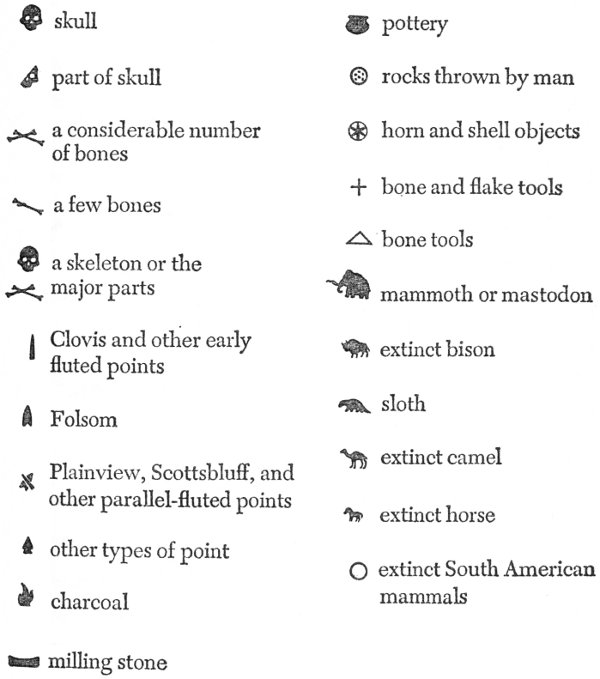 skull
part of skull
a considerable number
of bones
a few bones
a skeleton or the
major parts
Clovis and other early
fluted points
Folsom
Plainview, Scottsbluff, and
other parallel-fluted points
other types of point
charcoal
milling stone
pottery
rocks thrown by man
horn and shell objects
bone and flake tools
bone tools
mammoth or mastodon
extinct bison
sloth
extinct camel
extinct horse
extinct South American
mammals